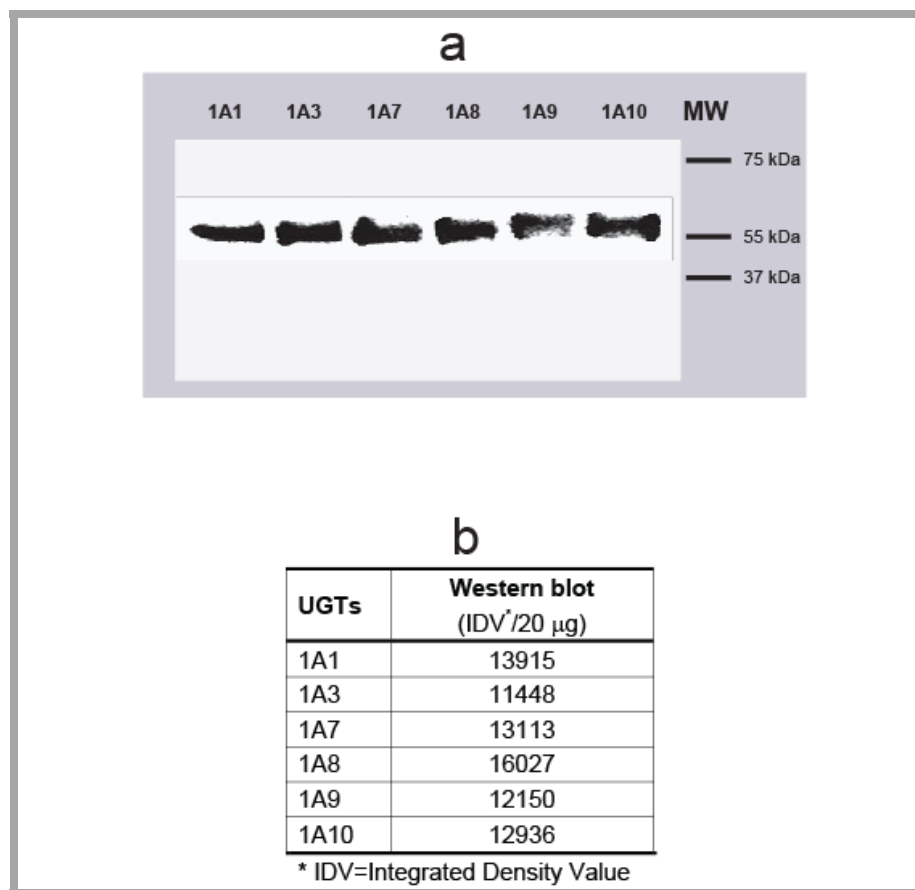 a
1A1 1A3 1A7 1A8 1A9 1A10 MW
75 kDa
55 kDa
37 kDa
b
UGTs Western blot
(IDV*/20 μg)
1A1 13915
1A3 11448
1A7 13113
1A8 16027
1A9 12150
1A10 12936
* IDV=Integrated Density Value